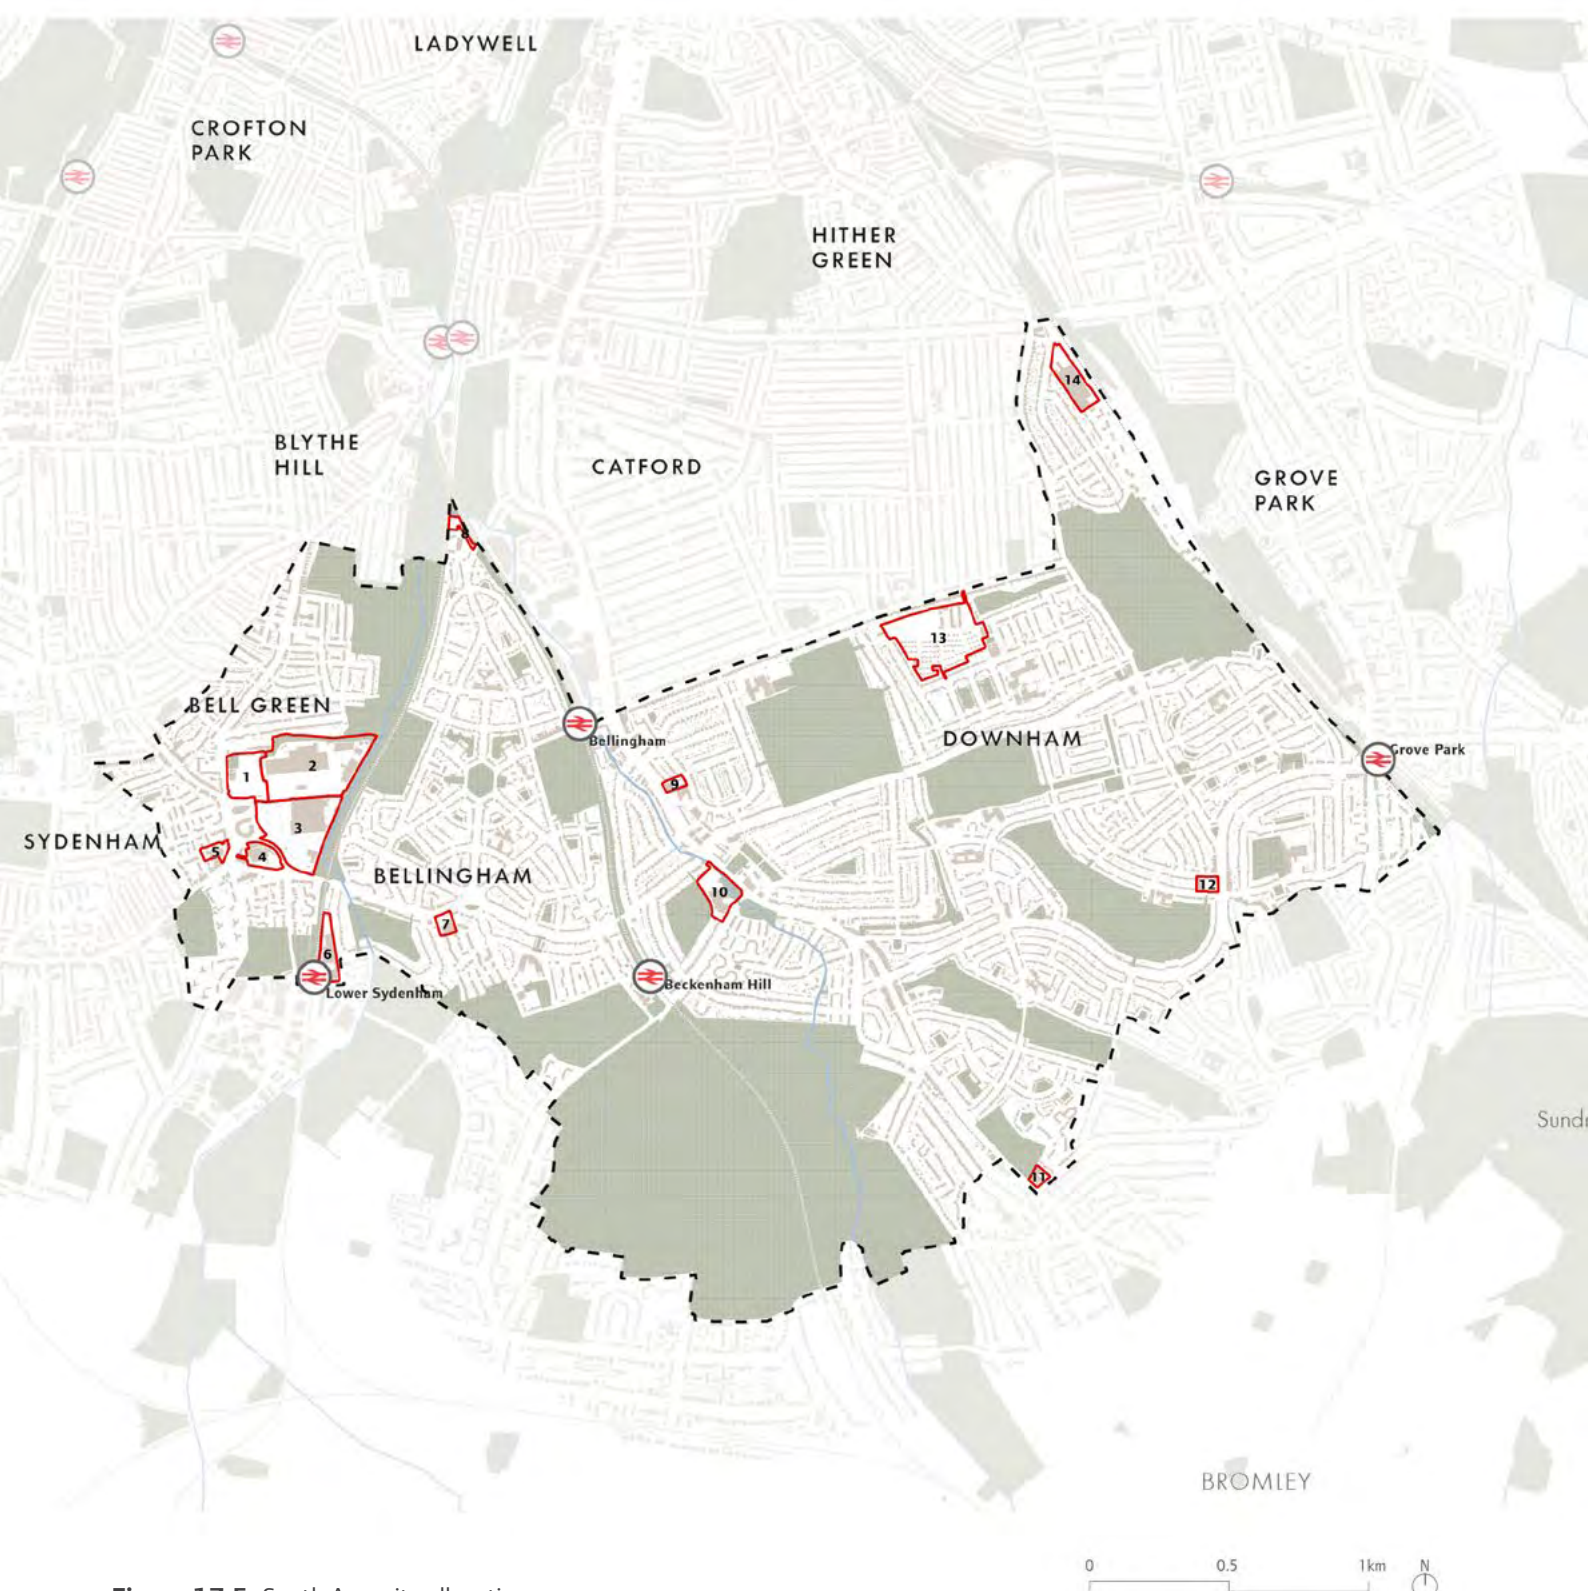 LADYWELL
CROFTON
PARK
HITHER
GREEN
14
BLYTHE
HILL
CATFORD
GROVE
PARK
8
13
BELL GREEN
Bellingham
DOWNHAM
Grove Park
1
2
9
3
SYDENHAM
5
4
BELLINGHAM
12
10
7
6
Lower Sydenham
Beckenham Hill
Sundr
11
BROMLEY
0 0.5 1km N